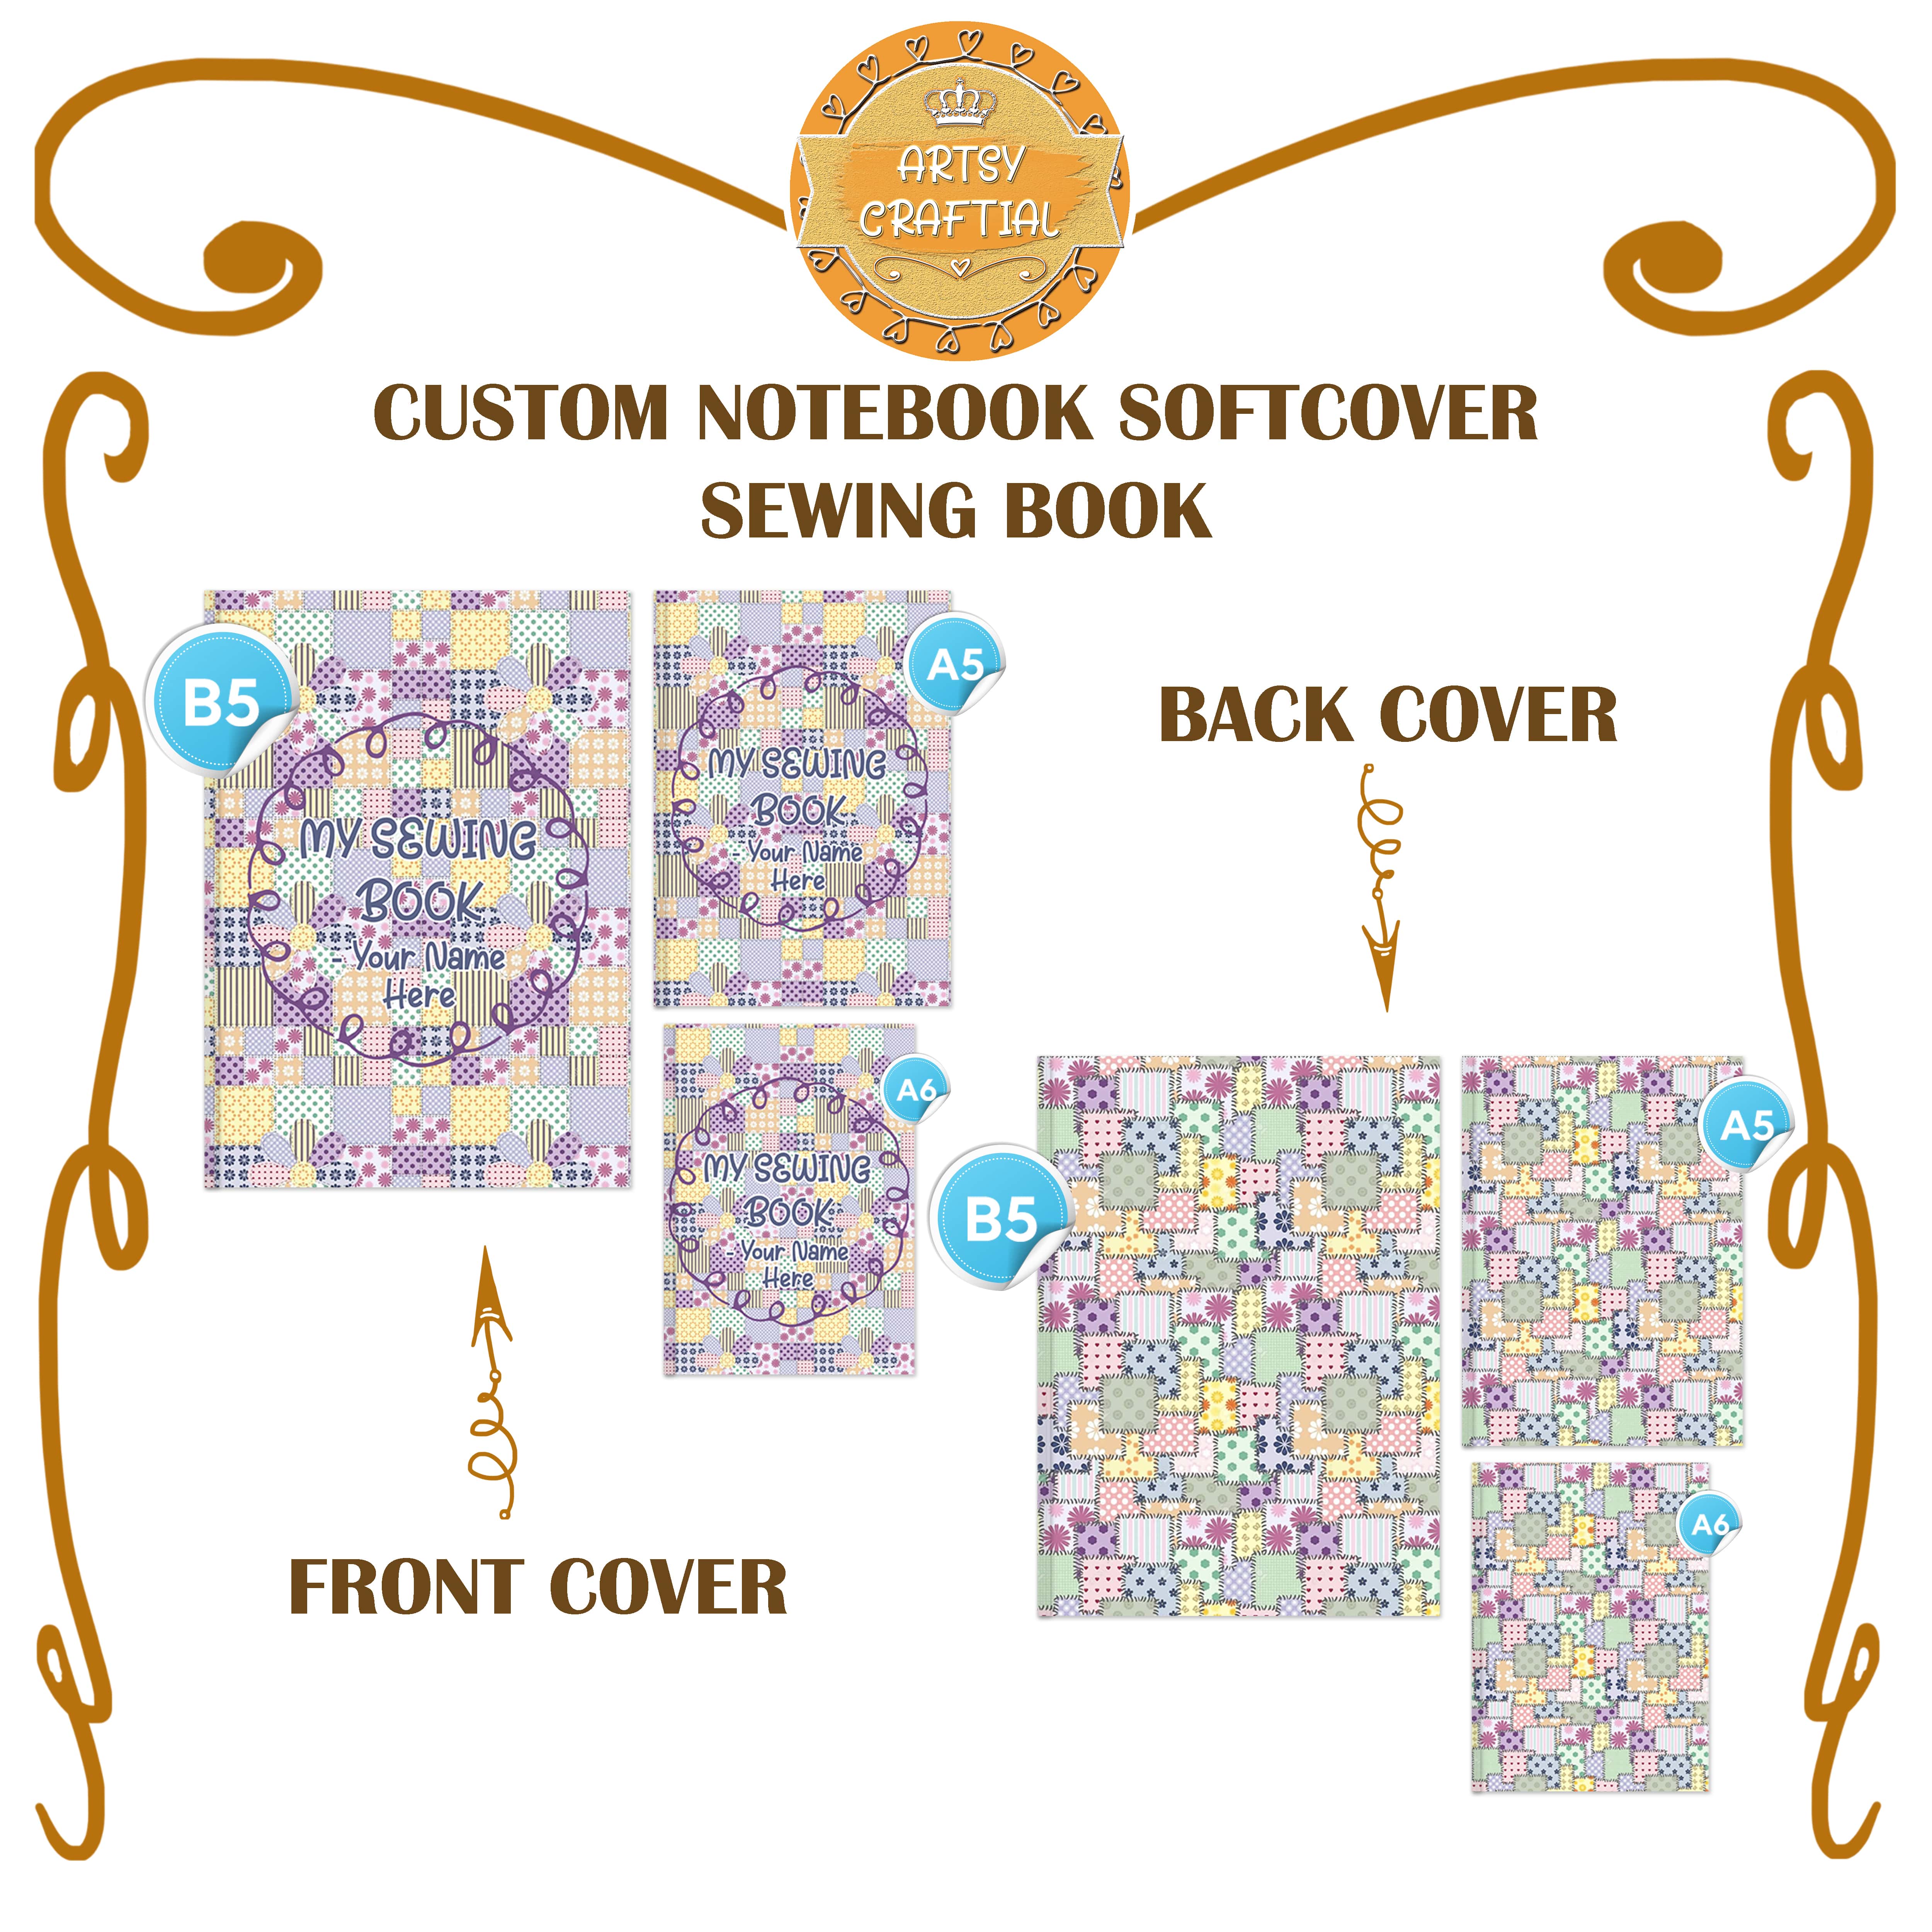 ARTSY
CRAFTIAL
CUSTOM NOTEBOOK SOFTCOVER
SEWING BOOK
B5
MY SEWING
BOOK
- Your Name
Here
A5
MY SEWING
BOOK
- Your Name
Here
A6
MY SEWING
BOOK
- Your Name
Here
FRONT COVER
BACK COVER
B5
A5
A6